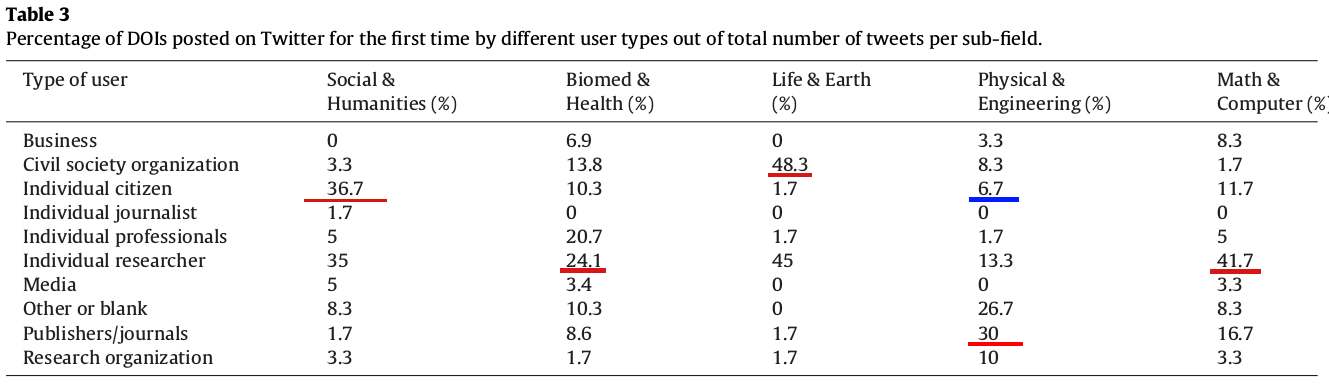 Table 3
Percentage of DOIs posted on Twitter for the first time by different user types out of total number of tweets per sub-field.
Type of user Social & Humanities (%) Biomed & Health (%) Life & Earth (%) Physical & Engineering (%) Math & Computer (%)
Business 0 6.9 0 3.3 8.3
Civil society organization 3.3 13.8 48.3 8.3 1.7
Individual citizen 36.7 10.3 1.7 6.7 11.7
Individual journalist 1.7 0 0 0 0
Individual professionals 5 20.7 1.7 1.7 5
Individual researcher 35 24.1 45 13.3 41.7
Media 5 3.4 0 0 3.3
Other or blank 8.3 10.3 0 26.7 8.3
Publishers/journals 1.7 8.6 1.7 30 16.7
Research organization 3.3 1.7 1.7 10 3.3